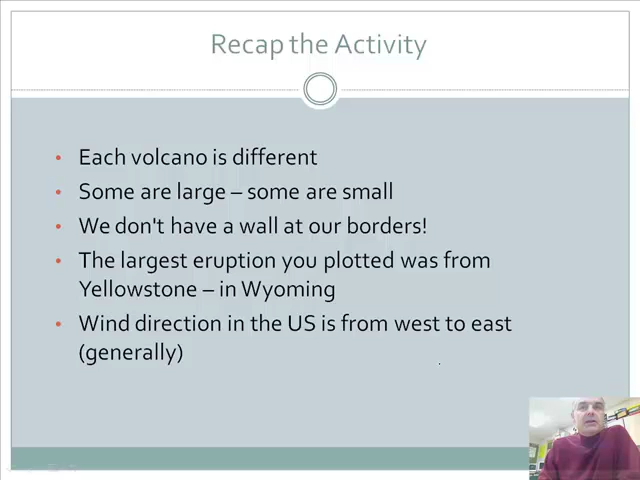 Recap the Activity
Each volcano is different
Some are large – some are small
We don't have a wall at our borders!
The largest eruption you plotted was from
Yellowstone – in Wyoming
Wind direction in the US is from west to east
(generally)